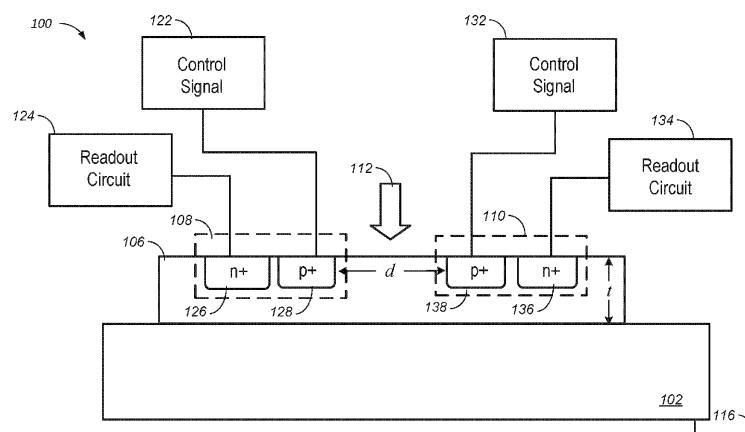 100
122
Control
Signal
132
Control
Signal
124
Readout
Circuit
134
Readout
Circuit
112
108
110
106
n+
p+
d
p+
n+
t
126
128
138
136
102
116